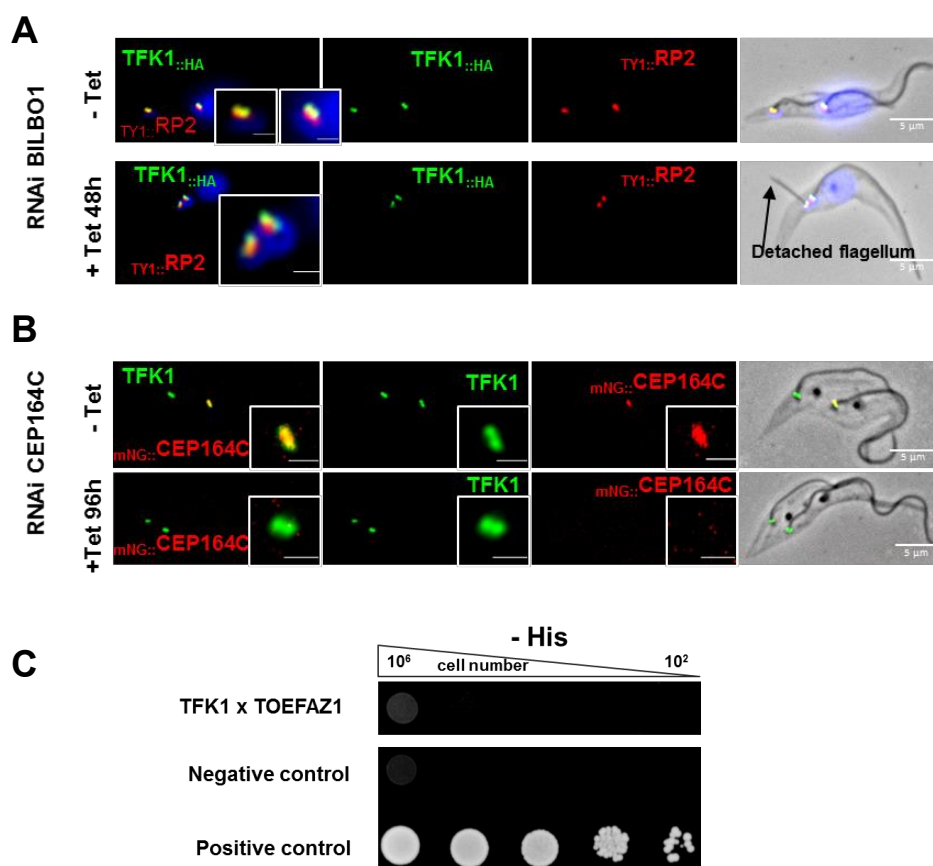 A
RNAi BILBO1
- Tet
TFK1::HA
TY1::RP2
TFK1::HA
TY1::RP2
5 µm
+ Tet 48h
TFK1::HA
TY1::RP2
TFK1::HA
TY1::RP2
Detached flagellum
5 µm
B
RNAi CEP164C
- Tet
TFK1
mNG::CEP164C
TFK1
mNG::CEP164C
5 µm
+Tet 96h
mNG::CEP164C
TFK1
mNG::CEP164C
5 µm
C
- His
10⁶ cell number 10²
TFK1 x TOEFAZ1
Negative control
Positive control